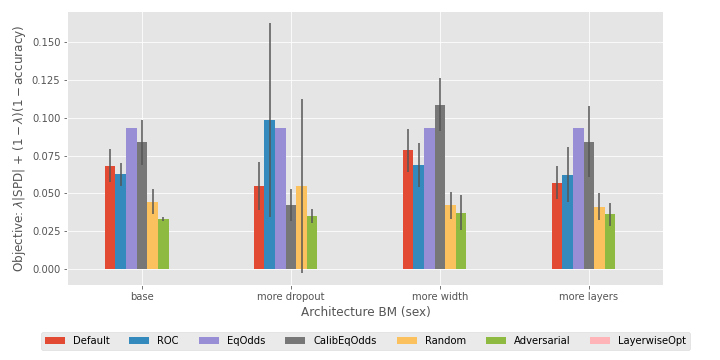 Objective: λ|SPD| + (1 − λ)(1 − accuracy)
0.150
0.125
0.100
0.075
0.050
0.025
0.000
base more dropout more width more layers
Architecture BM (sex)
Default ROC EqOdds CalibEqOdds Random Adversarial LayerwiseOpt